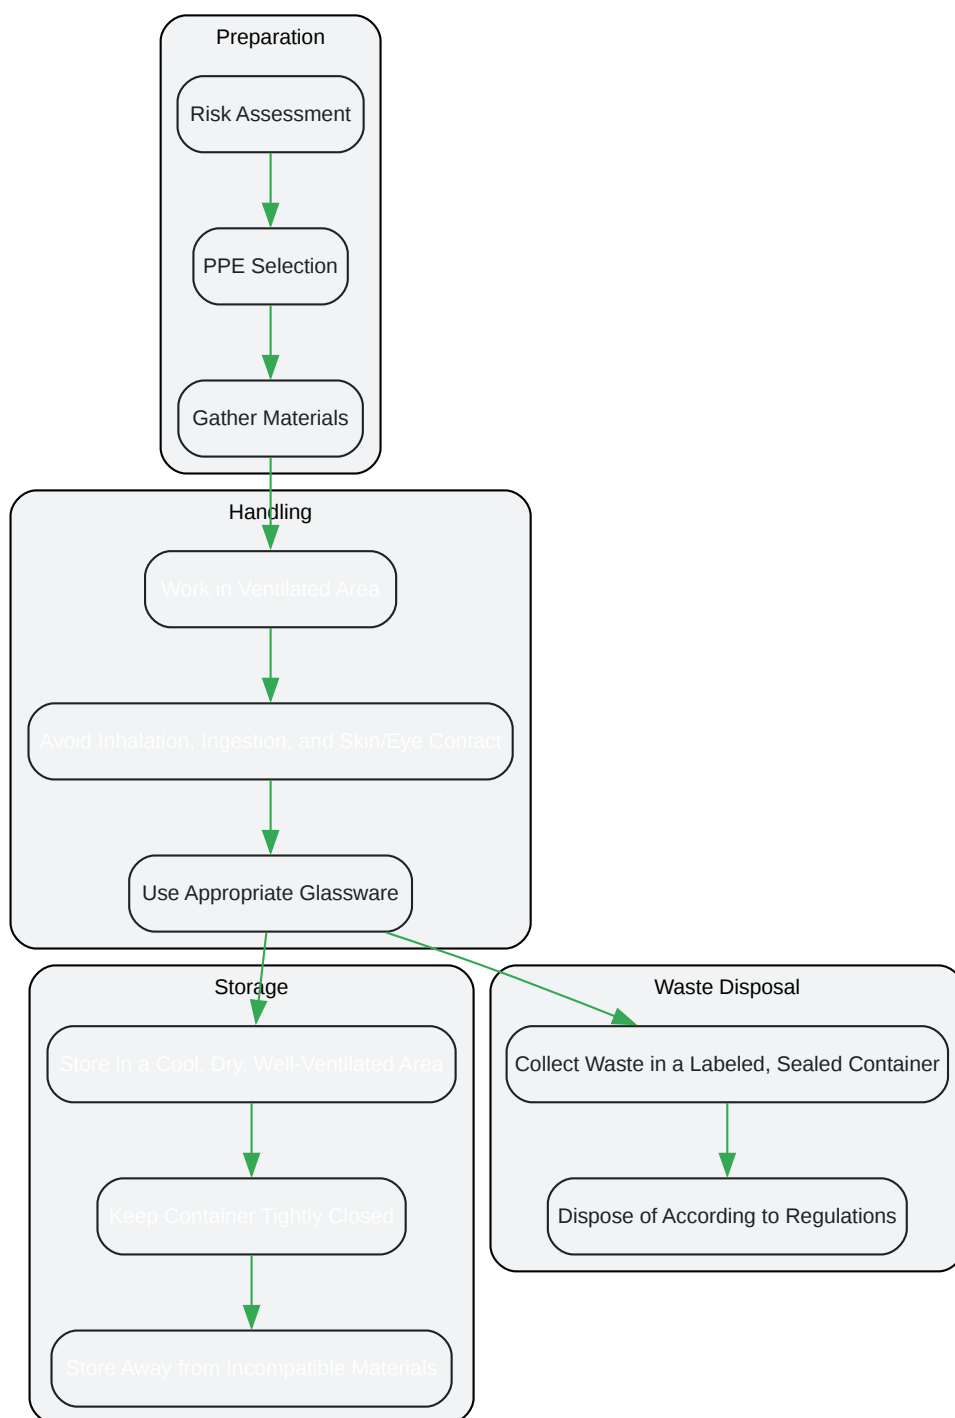 Preparation
Risk Assessment
PPE Selection
Gather Materials
Handling
Work in Ventilated Area
Avoid Inhalation, Ingestion, and Skin/Eye Contact
Use Appropriate Glassware
Storage
Store in a Cool, Dry, Well-Ventilated Area
Keep Container Tightly Closed
Store Away from Incompatible Materials
Waste Disposal
Collect Waste in a Labeled, Sealed Container
Dispose of According to Regulations